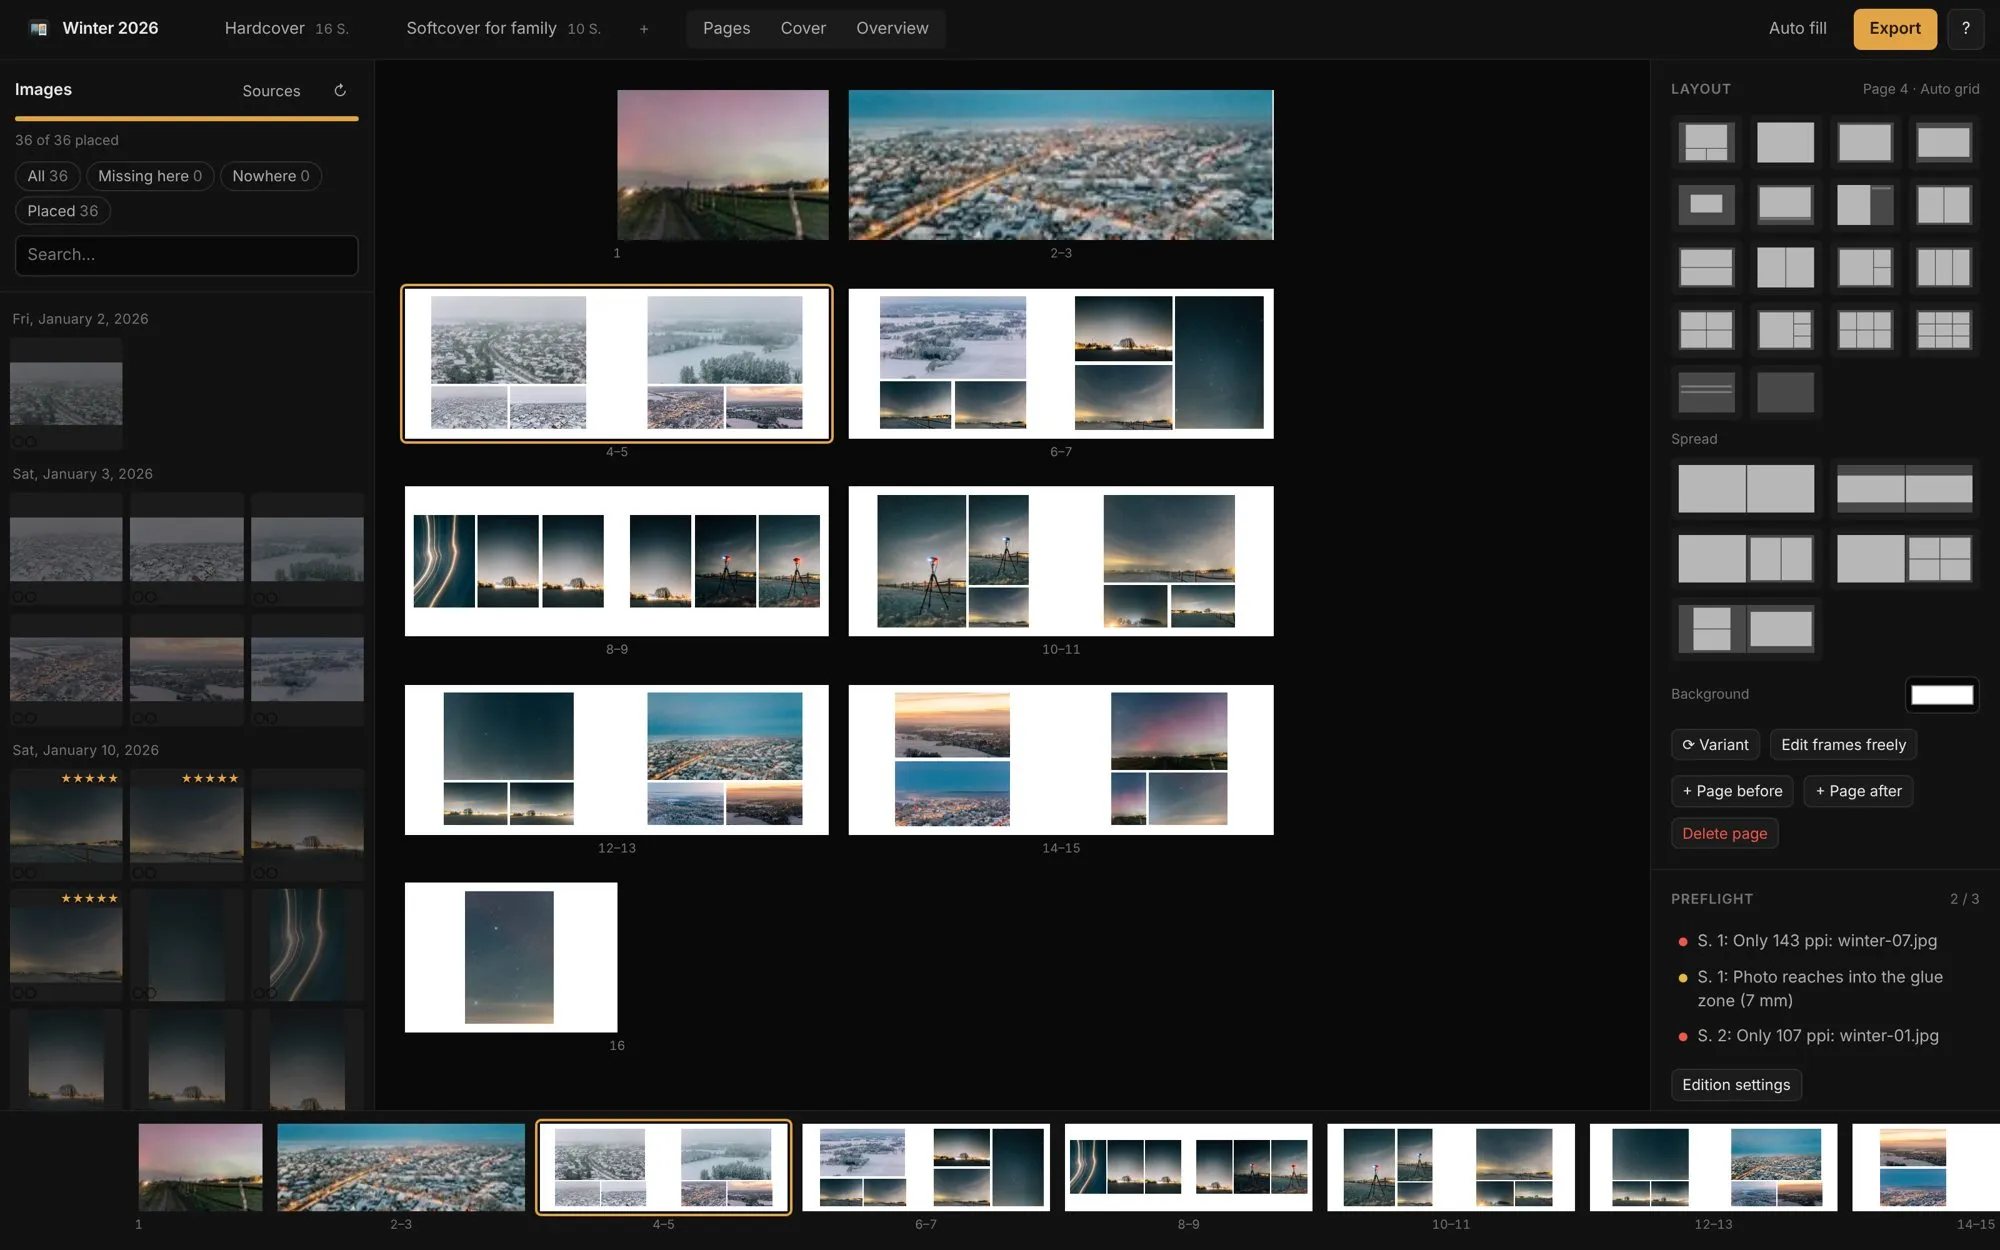 Winter 2026
Hardcover 16 S.
Softcover for family 10 S.
+
Pages
Cover
Overview
Auto fill
Export
?
Images
Sources
36 of 36 placed
All 36
Missing here 0
Nowhere 0
Placed 36
Search...
Fri, January 2, 2026
Sat, January 3, 2026
Sat, January 10, 2026
1
2–3
4–5
6–7
8–9
10–11
12–13
14–15
16
LAYOUT
Page 4 · Auto grid
Spread
Background
Variant
Edit frames freely
+ Page before
+ Page after
Delete page
PREFLIGHT
2 / 3
S. 1: Only 143 ppi: winter-07.jpg
S. 1: Photo reaches into the glue
zone (7 mm)
S. 2: Only 107 ppi: winter-01.jpg
Edition settings
1
2–3
4–5
6–7
8–9
10–11
12–13
14–15